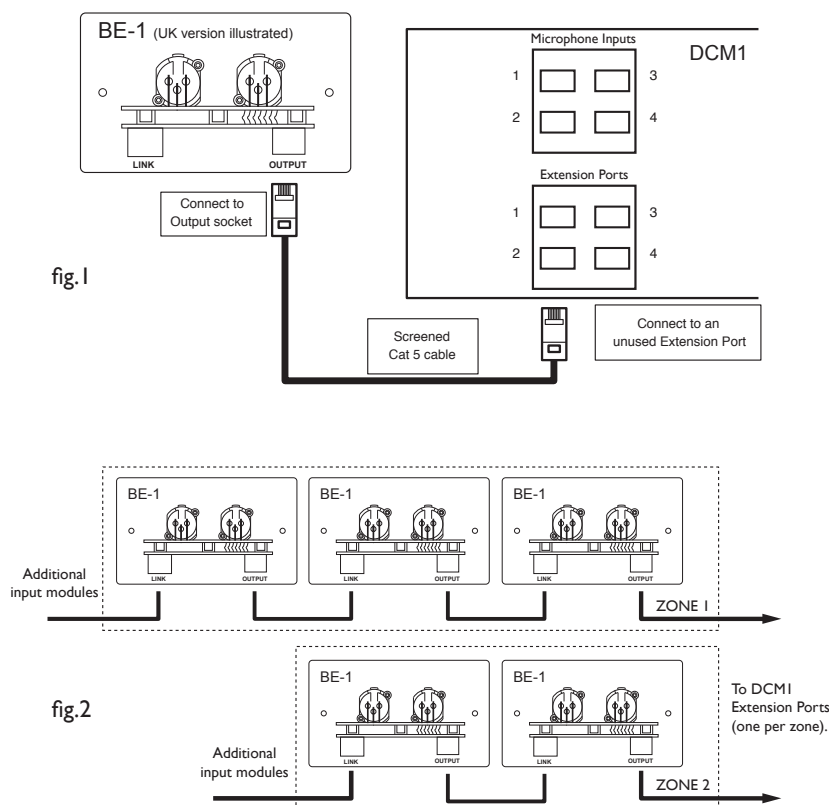 BE-1 (UK version illustrated)
LINK
OUTPUT
Microphone Inputs
DCM1
1
3
2
4
Extension Ports
1
3
2
4
Connect to
Output socket
fig.1
Screened
Cat 5 cable
Connect to an
unused Extension Port
BE-1
BE-1
BE-1
LINK
OUTPUT
LINK
OUTPUT
LINK
OUTPUT
Additional
input modules
ZONE 1
fig.2
BE-1
BE-1
LINK
OUTPUT
LINK
OUTPUT
To DCM1
Extension Ports
(one per zone).
Additional
input modules
ZONE 2